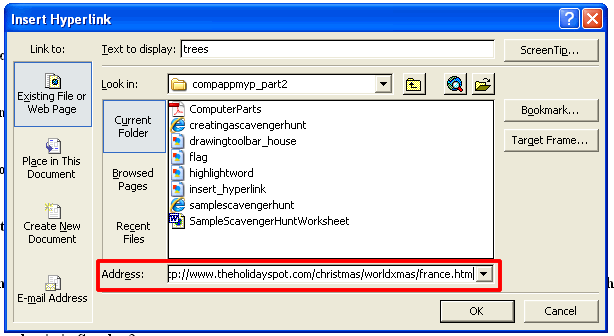 Insert Hyperlink
Link to:
Text to display: trees
ScreenTip...
Existing File or Web Page
Look in: compappmyp_part2
Current Folder
ComputerParts
creatingascavengerhunt
drawingtoolbar_house
flag
highlightword
insert_hyperlink
samplescavengerhunt
SampleScavengerHuntWorksheet
Bookmark...
Target Frame...
Place in This Document
Browsed Pages
Create New Document
Recent Files
E-mail Address
Address: tp://www.theholidayspot.com/christmas/worldxmas/france.htm
OK
Cancel